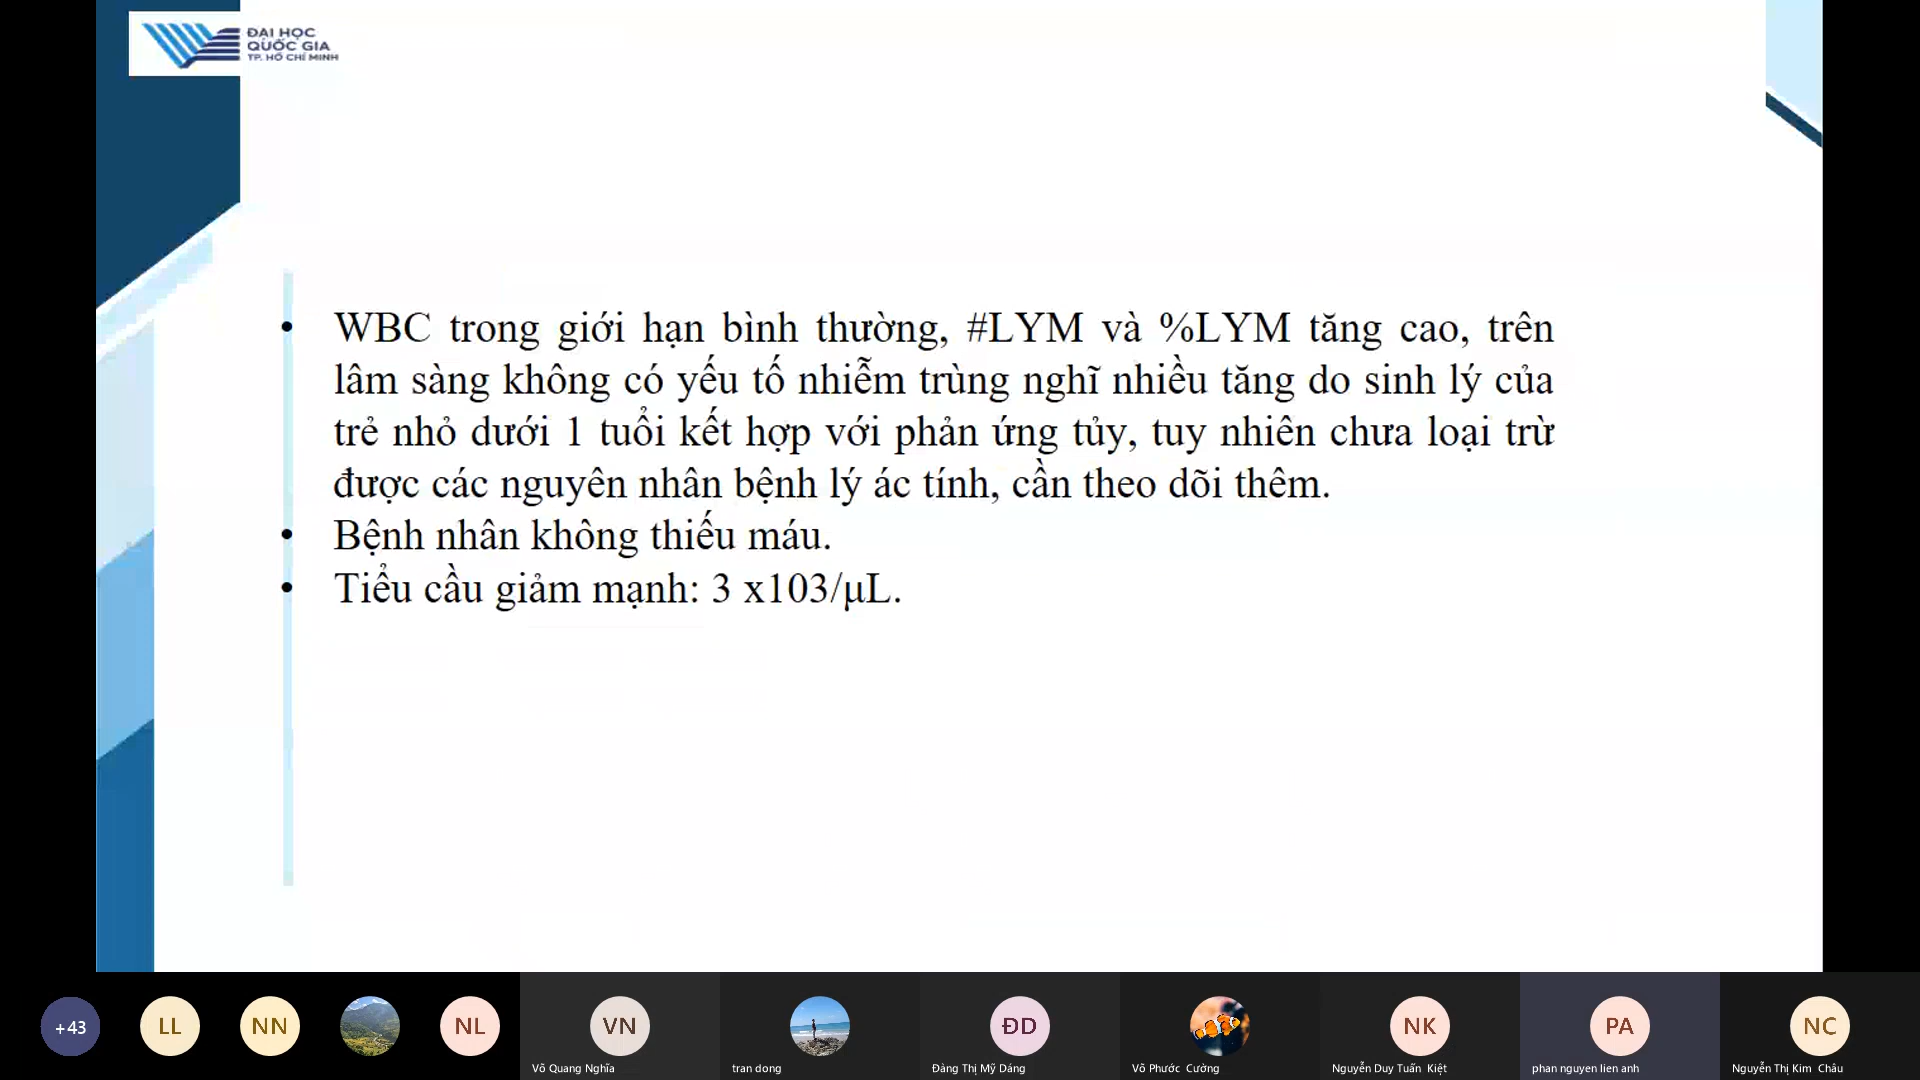 ĐẠI HỌC
QUỐC GIA
TP. HỒ CHÍ MINH
• WBC trong giới hạn bình thường, #LYM và %LYM tăng cao, trên
lâm sàng không có yếu tố nhiễm trùng nghĩ nhiều tăng do sinh lý của
trẻ nhỏ dưới 1 tuổi kết hợp với phản ứng tủy, tuy nhiên chưa loại trừ
được các nguyên nhân bệnh lý ác tính, cần theo dõi thêm.
• Bệnh nhân không thiếu máu.
• Tiểu cầu giảm mạnh: 3 x103/μL.
+43
LL
NN
NL
VN
ĐD
NK
PA
NC
Võ Quang Nghĩa
tran dong
Đàng Thị Mỹ Dáng
Võ Phước Cường
Nguyễn Duy Tuấn Kiệt
phan nguyen lien anh
Nguyễn Thị Kim Châu